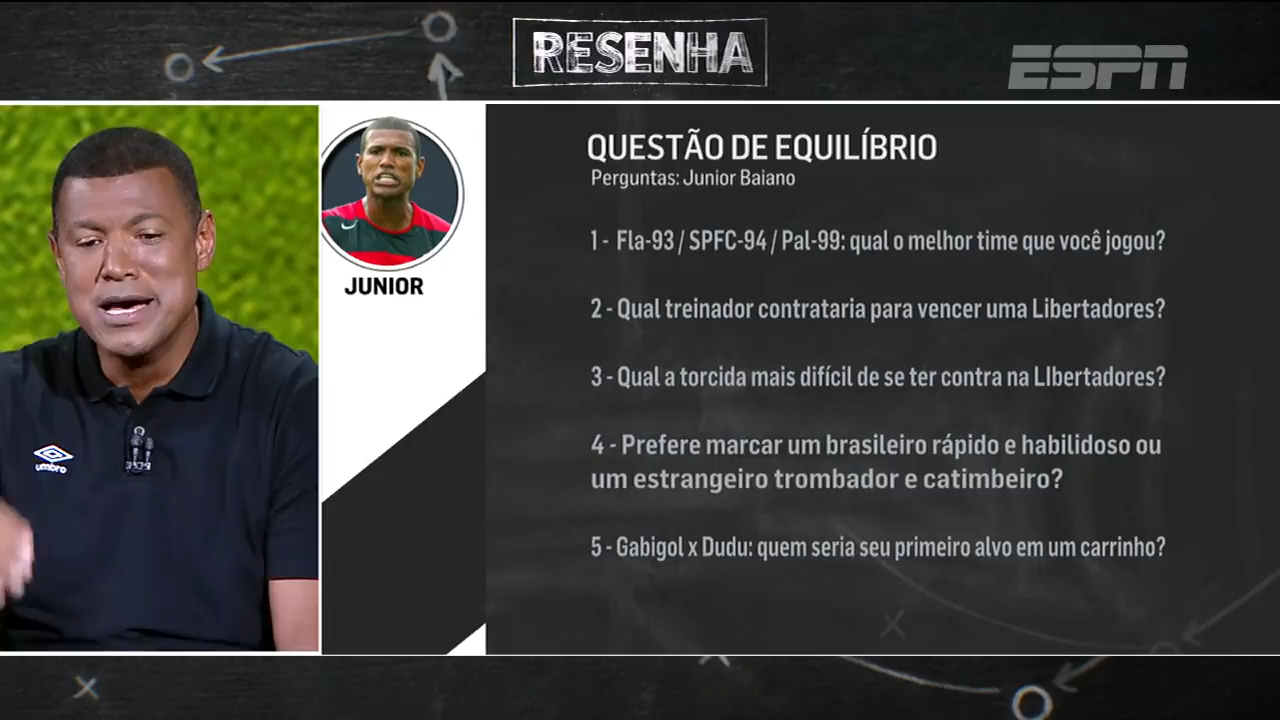 RESENHA
ESPN
QUESTÃO DE EQUILÍBRIO
Perguntas: Junior Baiano
JUNIOR
1 - Fla-93 / SPFC-94 / Pal-99: qual o melhor time que você jogou?
2 - Qual treinador contrataria para vencer uma Libertadores?
3 - Qual a torcida mais difícil de se ter contra na LIbertadores?
4 - Prefere marcar um brasileiro rápido e habilidoso ou
um estrangeiro trombador e catimbeiro?
5 - Gabigol x Dudu: quem seria seu primeiro alvo em um carrinho?
umbro